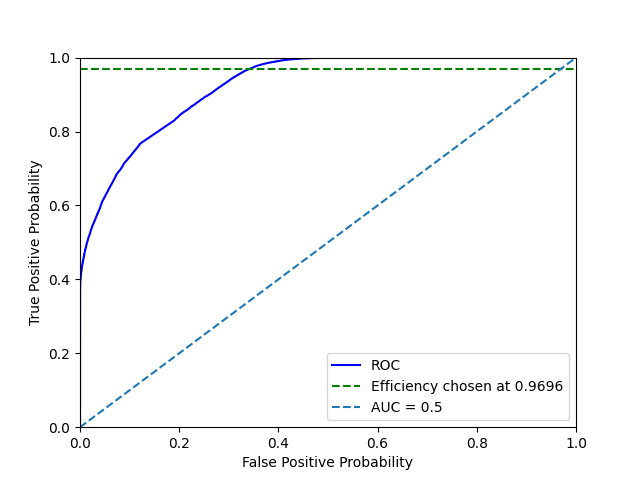 1.0
0.8
0.6
0.4
0.2
0.0
True Positive Probability
0.0 0.2 0.4 0.6 0.8 1.0
False Positive Probability
ROC
Efficiency chosen at 0.9696
AUC = 0.5